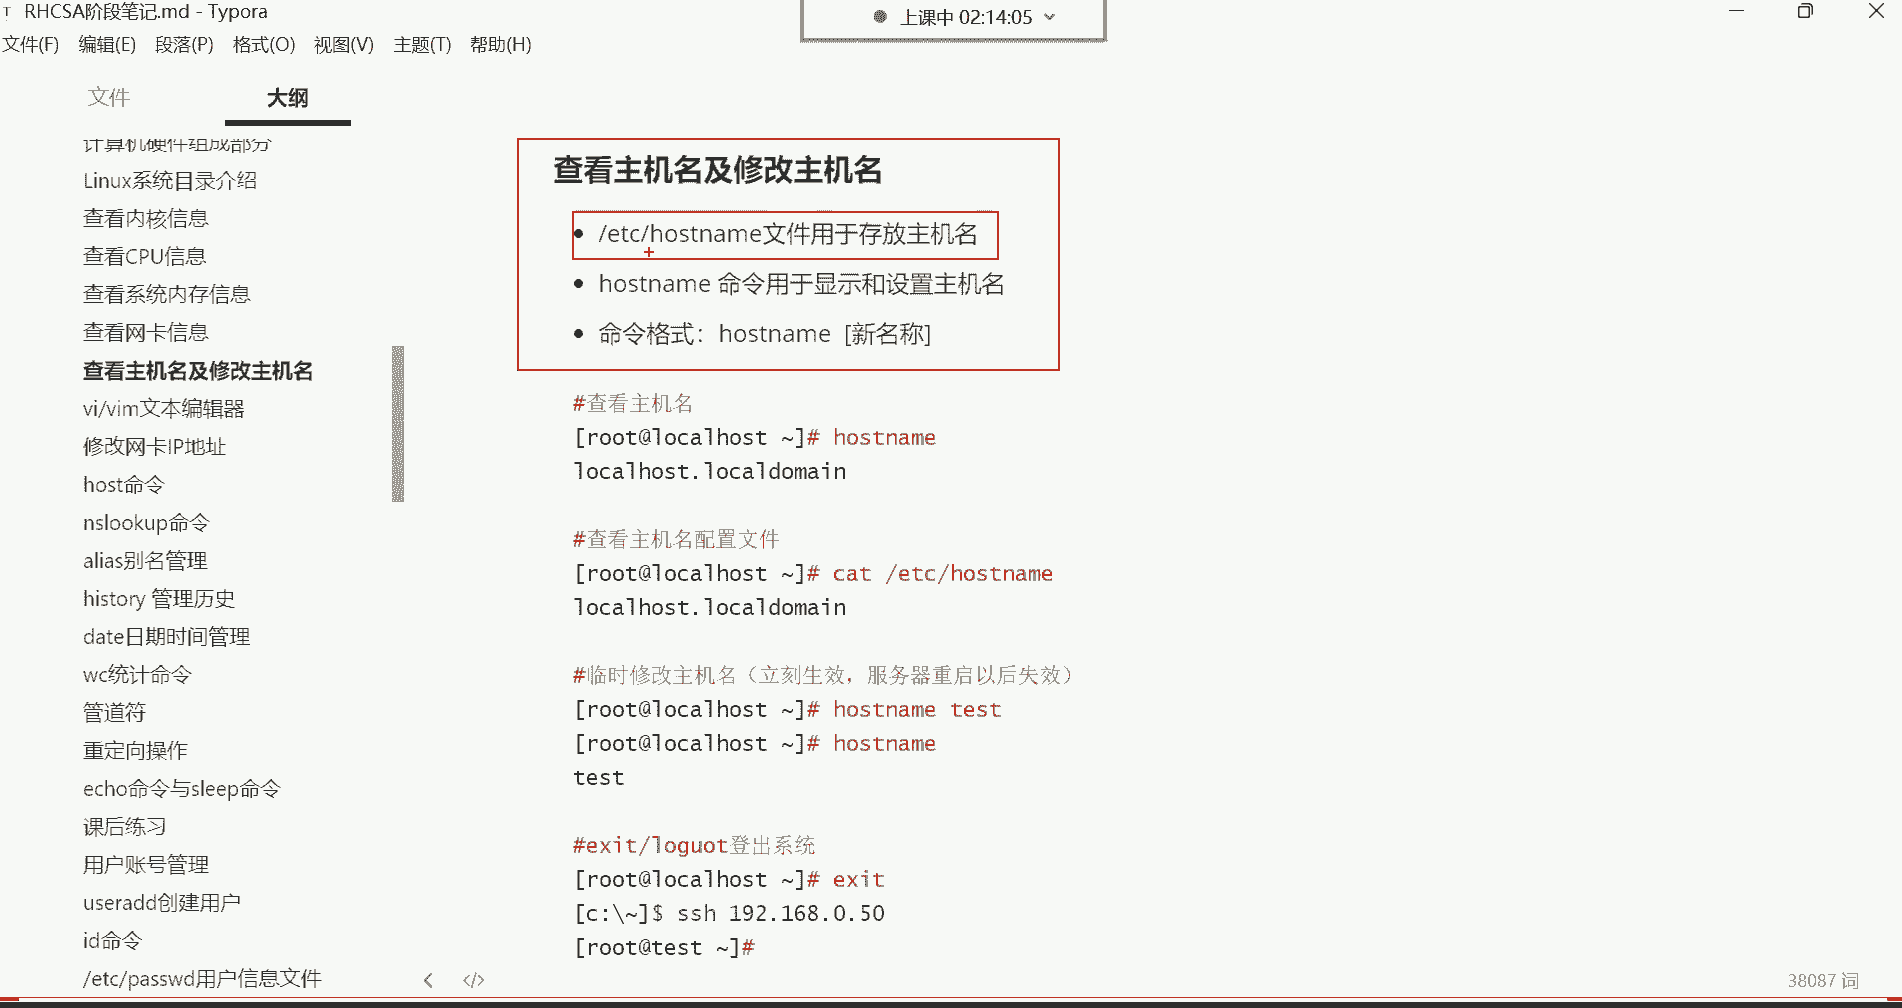 T RHCSA阶段笔记.md - Typora
上课中 02:14:05
文件(F) 编辑(E) 段落(P) 格式(O) 视图(V) 主题(T) 帮助(H)
文件 大纲
计算机硬件组成部分
Linux系统目录介绍
查看内核信息
查看CPU信息
查看系统内存信息
查看网卡信息
查看主机名及修改主机名
vi/vim文本编辑器
修改网卡IP地址
host命令
nslookup命令
alias别名管理
history 管理历史
date日期时间管理
wc统计命令
管道符
重定向操作
echo命令与sleep命令
课后练习
用户账号管理
useradd创建用户
id命令
/etc/passwd用户信息文件
查看主机名及修改主机名
/etc/hostname文件用于存放主机名
hostname 命令用于显示和设置主机名
命令格式：hostname [新名称]
#查看主机名
[root@localhost ~]# hostname
localhost.localdomain
#查看主机名配置文件
[root@localhost ~]# cat /etc/hostname
localhost.localdomain
#临时修改主机名（立刻生效，服务器重启以后失效）
[root@localhost ~]# hostname test
[root@localhost ~]# hostname
test
#exit/loguot登出系统
[root@localhost ~]# exit
[c:\~]$ ssh 192.168.0.50
[root@test ~]#
38087 词